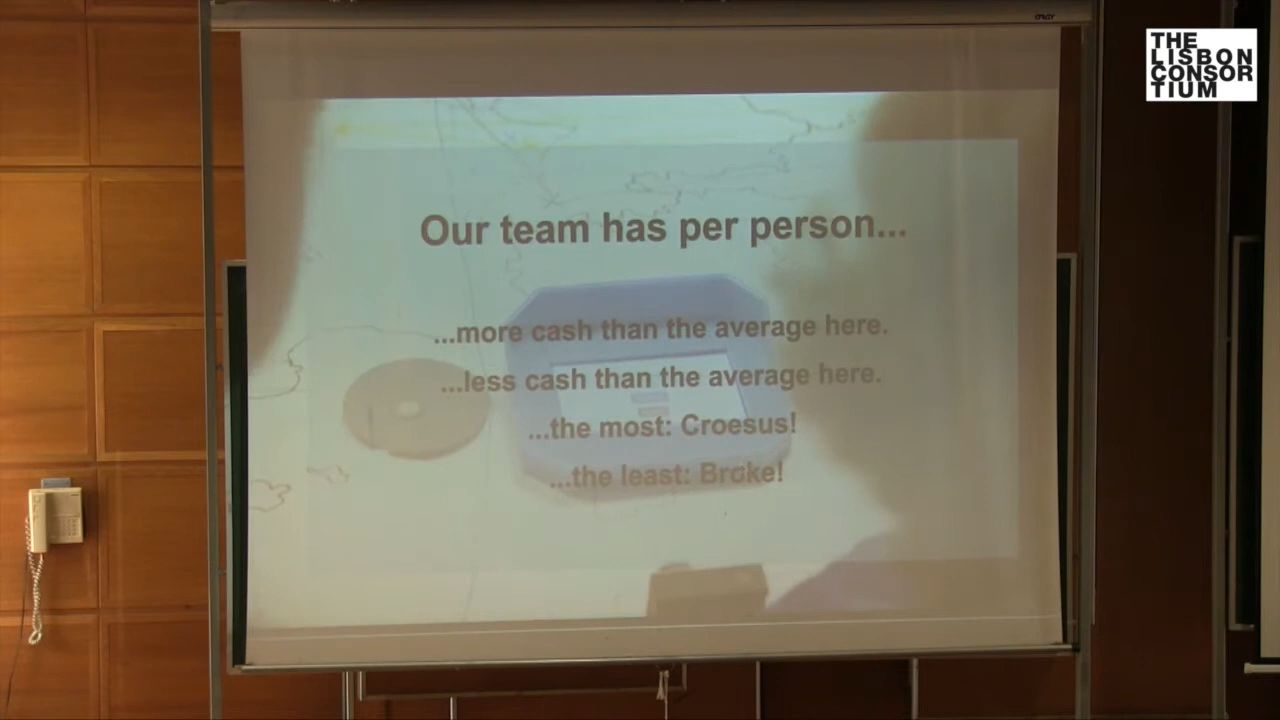 THE
LISBON
CONSOR
TIUM
Our team has per person...
...more cash than the average here.
...less cash than the average here.
...the most: Croesus!
...the least: Broke!